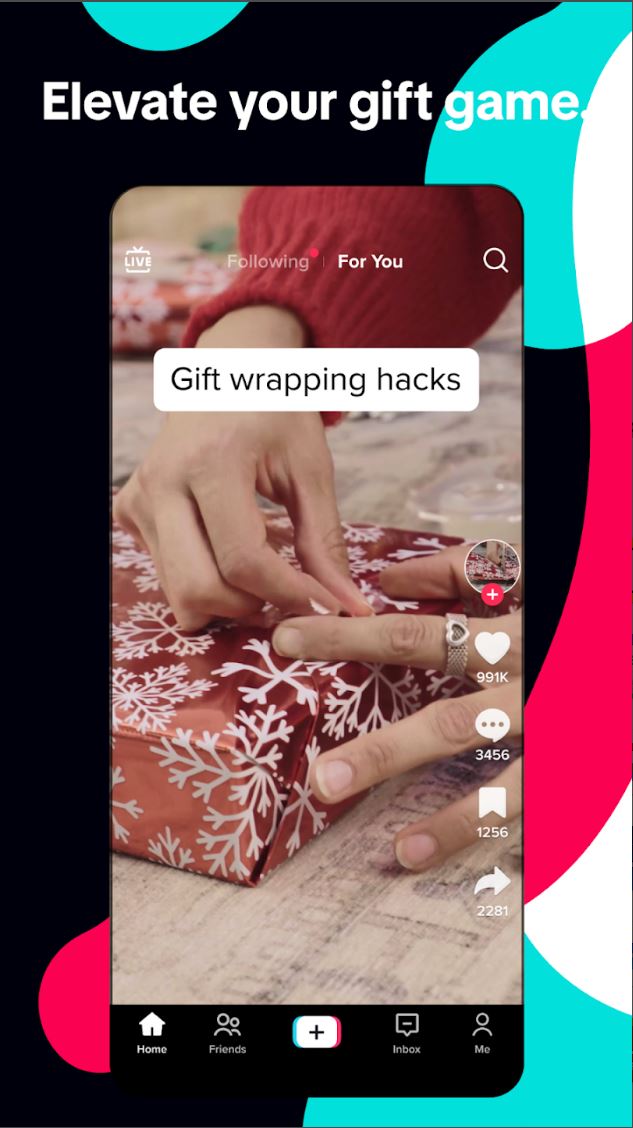 Elevate your gift game.
LIVE
Following | For You
Gift wrapping hacks
991K
3456
1256
2281
Home Friends Inbox Me